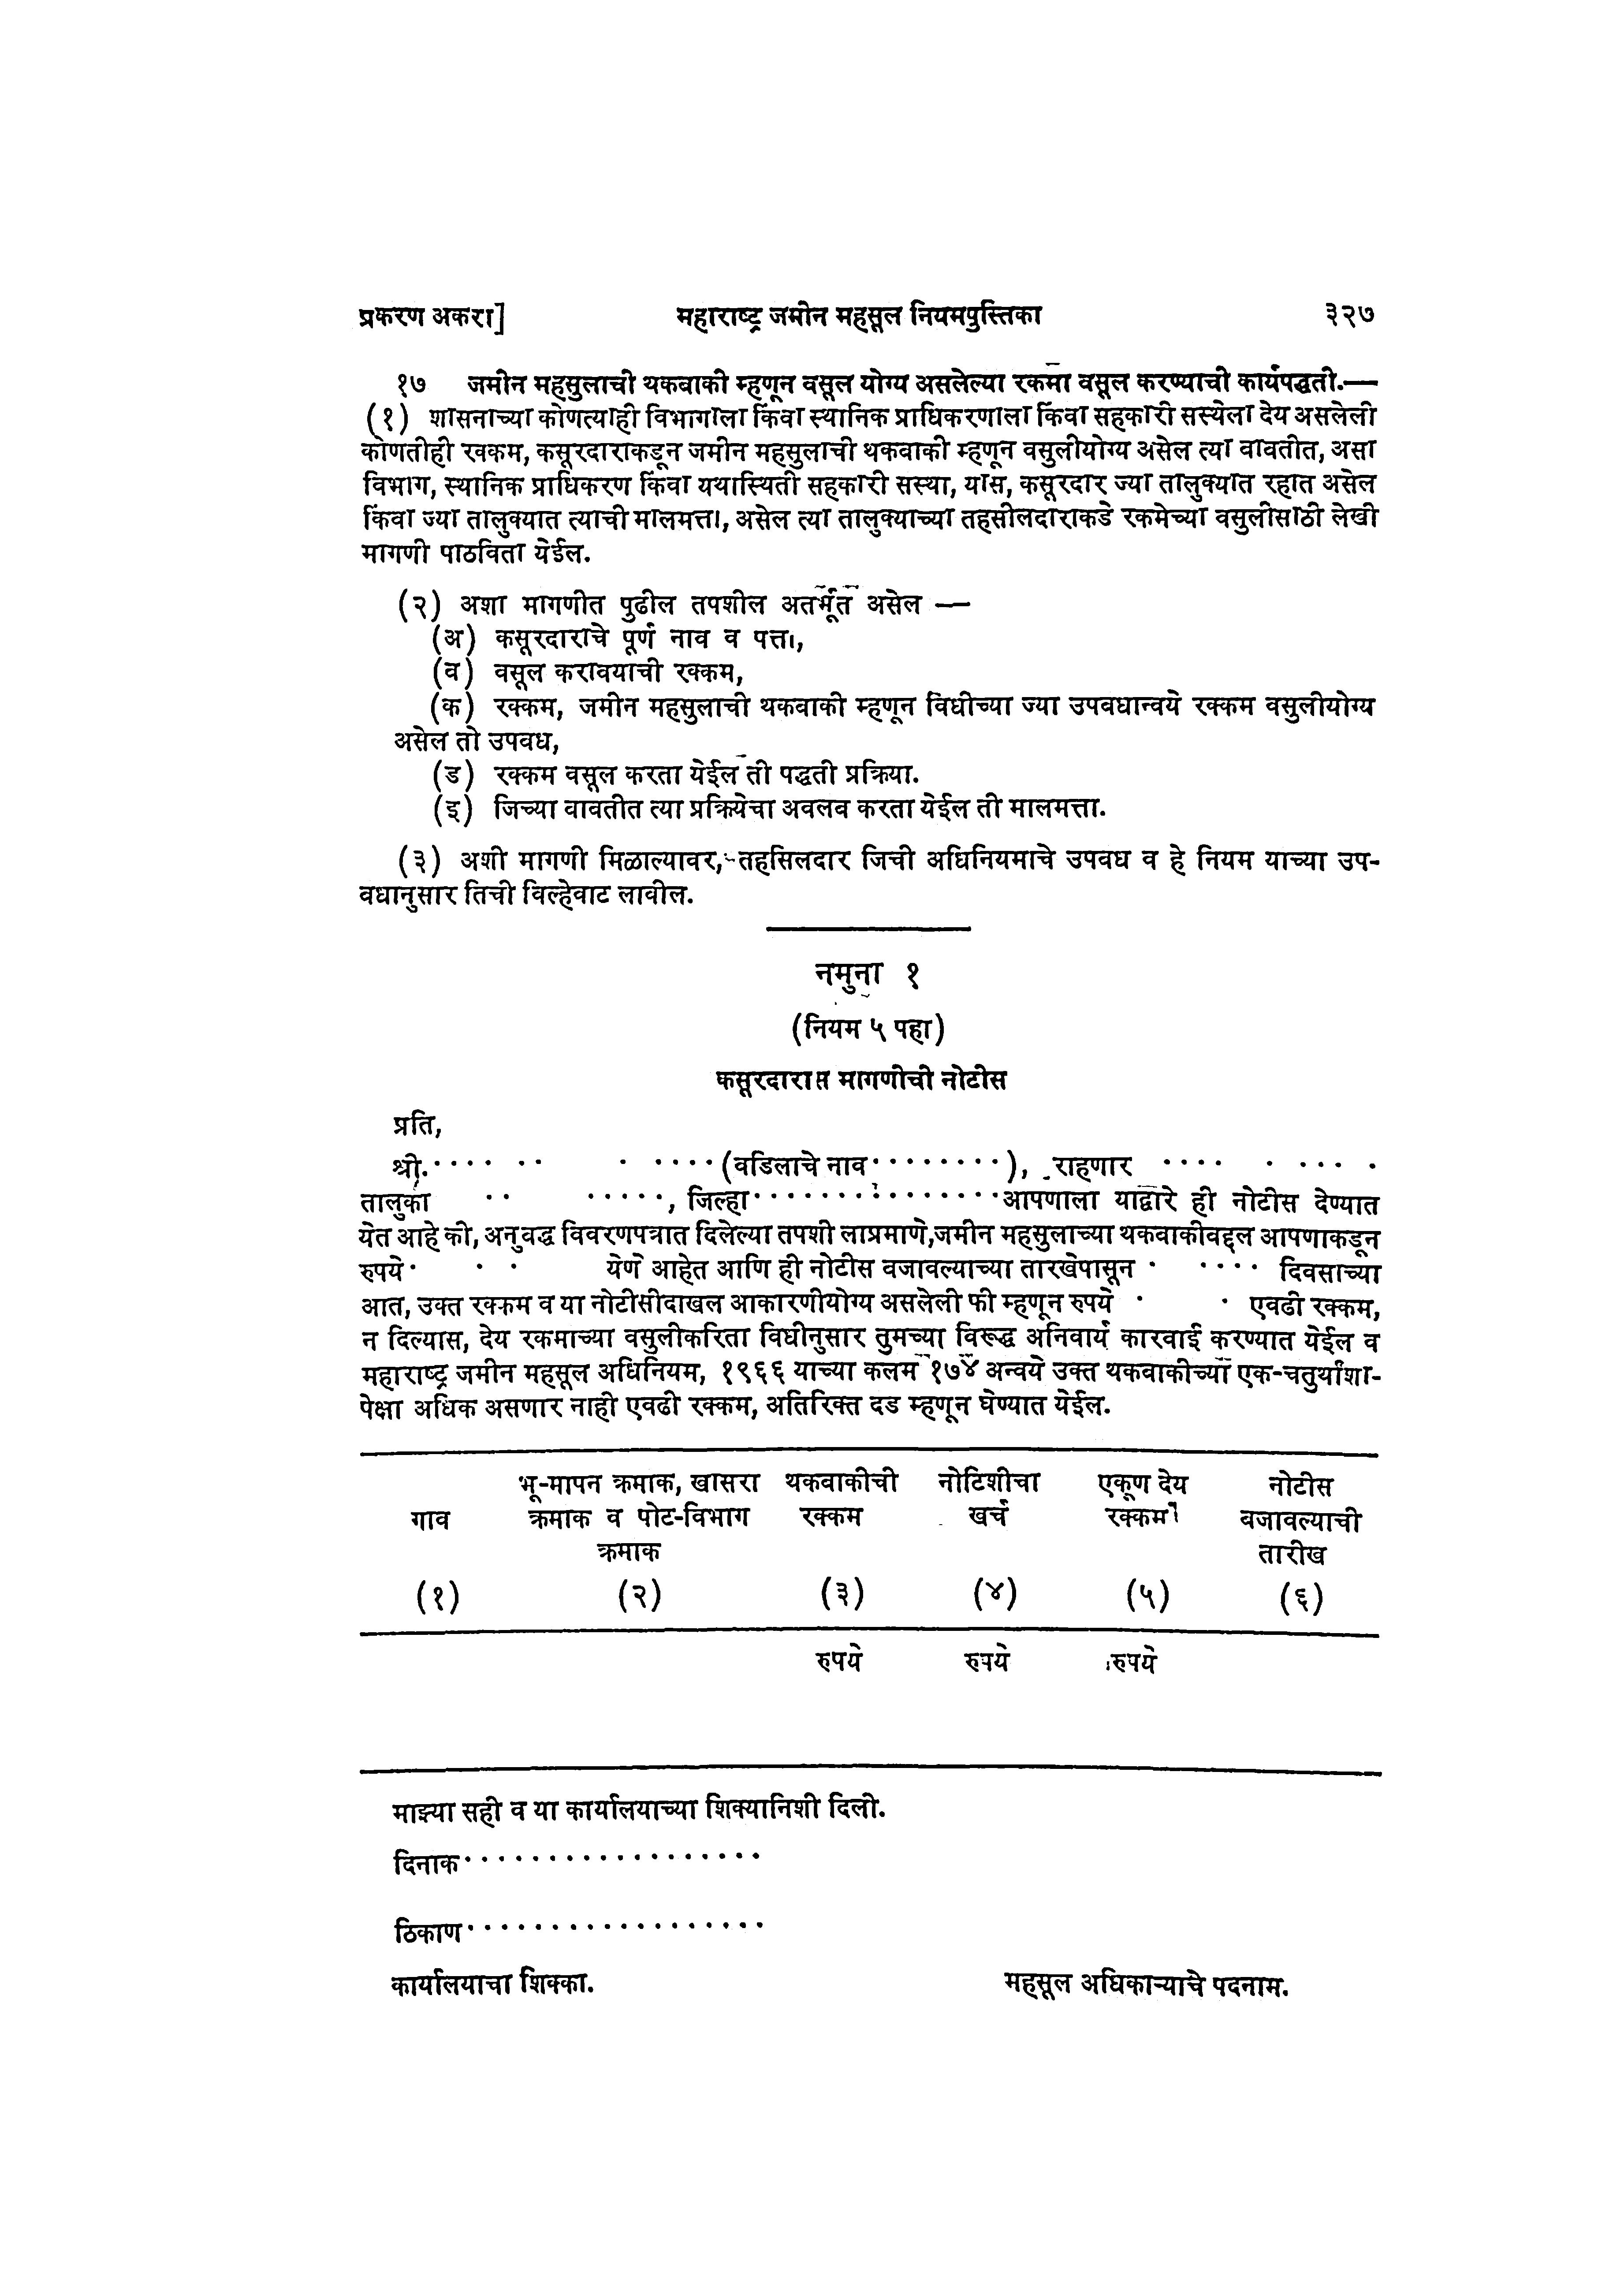 प्रकरण अकरा] महाराष्ट्र जमीन महसूल नियमपुस्तिका ३२७
१७ जमीन महसुलाची थकबाकी म्हणून वसूल योग्य असलेल्या रकमा वसूल करण्याची कार्यपद्धती.—
(१) शासनाच्या कोणत्याही विभागाला किंवा स्थानिक प्राधिकरणाला किंवा सहकारी सस्थेला देय असलेली
कोणतीही रक्कम, कसूरदाराकडून जमीन महसुलाची थकबाकी म्हणून वसुलीयोग्य असेल त्या बाबतीत, असा
विभाग, स्थानिक प्राधिकरण किंवा यथास्थिती सहकारी सस्था, यास, कसूरदार ज्या तालुक्यात रहात असेल
किंवा ज्या तालुक्यात त्याची मालमत्ता, असेल त्या तालुक्याच्या तहसीलदाराकडे रकमेच्या वसुलीसाठी लेखी
मागणी पाठविता येईल.
(२) अशा मागणीत पुढील तपशील अतर्भूत असेल —
(अ) कसूरदाराचे पूर्ण नाव व पत्ता,
(ब) वसूल करावयाची रक्कम,
(क) रक्कम, जमीन महसुलाची थकबाकी म्हणून विधीच्या ज्या उपबधान्वये रक्कम वसुलीयोग्य
असेल तो उपबध,
(ड) रक्कम वसूल करता येईल ती पद्धती प्रक्रिया.
(इ) जिच्या बाबतीत त्या प्रक्रियेचा अवलब करता येईल ती मालमत्ता.
(३) अशी मागणी मिळाल्यावर, तहसिलदार जिची अधिनियमाचे उपबध व हे नियम याच्या उप-
बधानुसार तिची विल्हेवाट लावील.
नमुना १
(नियम ५ पहा)
कसूरदारास मागणीची नोटीस
प्रति,
श्री. . . . . . . . . . . . (वडिलाचे नाव . . . . . . . .), राहणार . . . . . . . . .
तालुका . . . . . . . , जिल्हा . . . . . . . . . . . . . . . आपणाला याद्वारे ही नोटीस देण्यात
येत आहे की, अनुबद्ध विवरणपत्रात दिलेल्या तपशी लाप्रमाणे,जमीन महसुलाच्या थकबाकीबद्दल आपणाकडून
रुपये . . . येणे आहेत आणि ही नोटीस बजावल्याच्या तारखेपासून . . . . . दिवसाच्या
आत, उक्त रक्कम व या नोटीसीदाखल आकारणीयोग्य असलेली फी म्हणून रुपये . . एवढी रक्कम,
न दिल्यास, देय रकमाच्या वसुलीकरिता विधीनुसार तुमच्या विरूद्ध अनिवार्य कारवाई करण्यात येईल व
महाराष्ट्र जमीन महसूल अधिनियम, १९६६ याच्या कलम १७४ अन्वये उक्त थकबाकीच्या एक-चतुर्थांशा-
पेक्षा अधिक असणार नाही एवढी रक्कम, अतिरिक्त दड म्हणून घेण्यात येईल.
भू-मापन क्रमाक, खासरा थकबाकीची नोटिशीचा एकूण देय नोटीस
गाव क्रमाक व पोट-विभाग रक्कम खर्च रक्कम बजावल्याची
क्रमाक तारीख
(१) (२) (३) (४) (५) (६)
रुपये रुपये रुपये
माझ्या सही व या कार्यालयाच्या शिक्यानिशी दिली.
दिनाक . . . . . . . . . . . . . . . . . .
ठिकाण . . . . . . . . . . . . . . . . . .
कार्यालयाचा शिक्का. महसूल अधिकाऱ्याचे पदनाम.